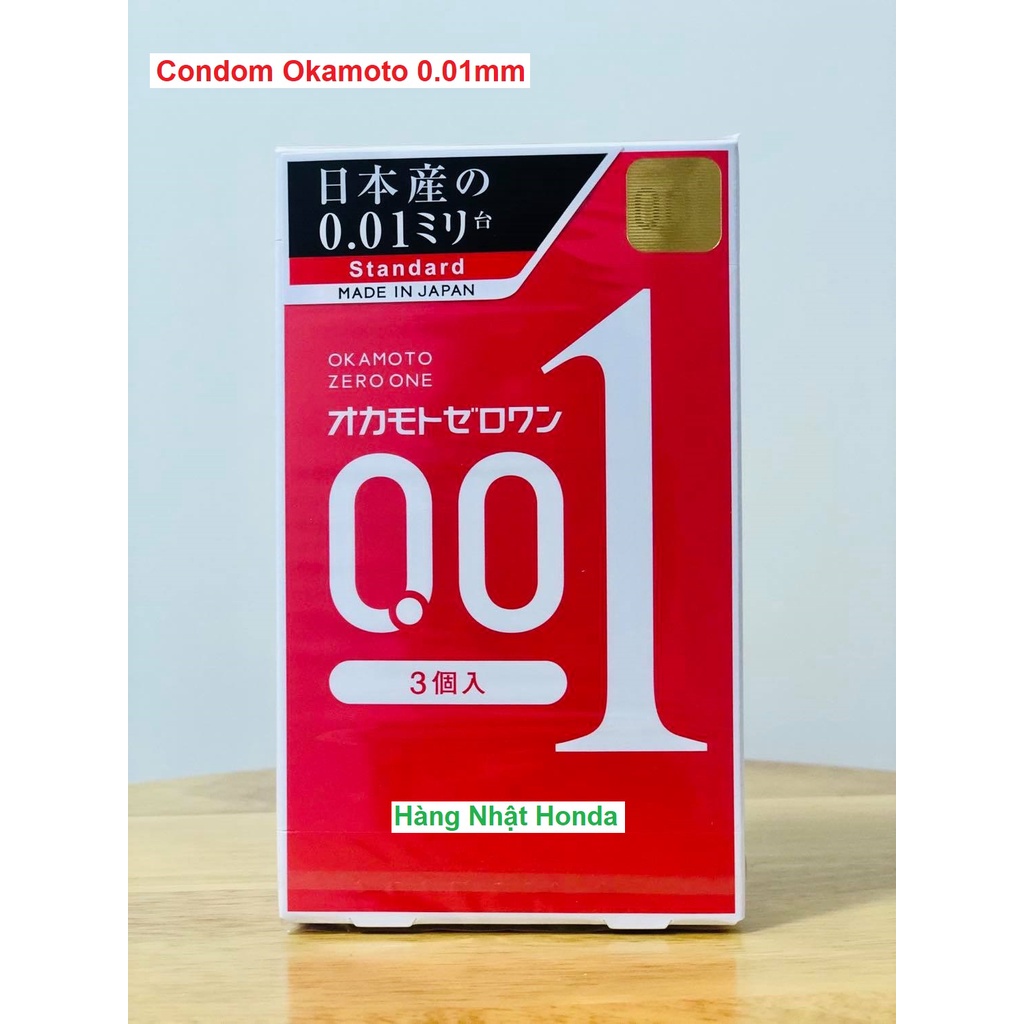 Condom Okamoto 0.01mm
日本産の
0.01ミリ台
Standard
MADE IN JAPAN
OKAMOTO
ZERO ONE
オカモトゼロワン
0.01
3個入
Hàng Nhật Honda